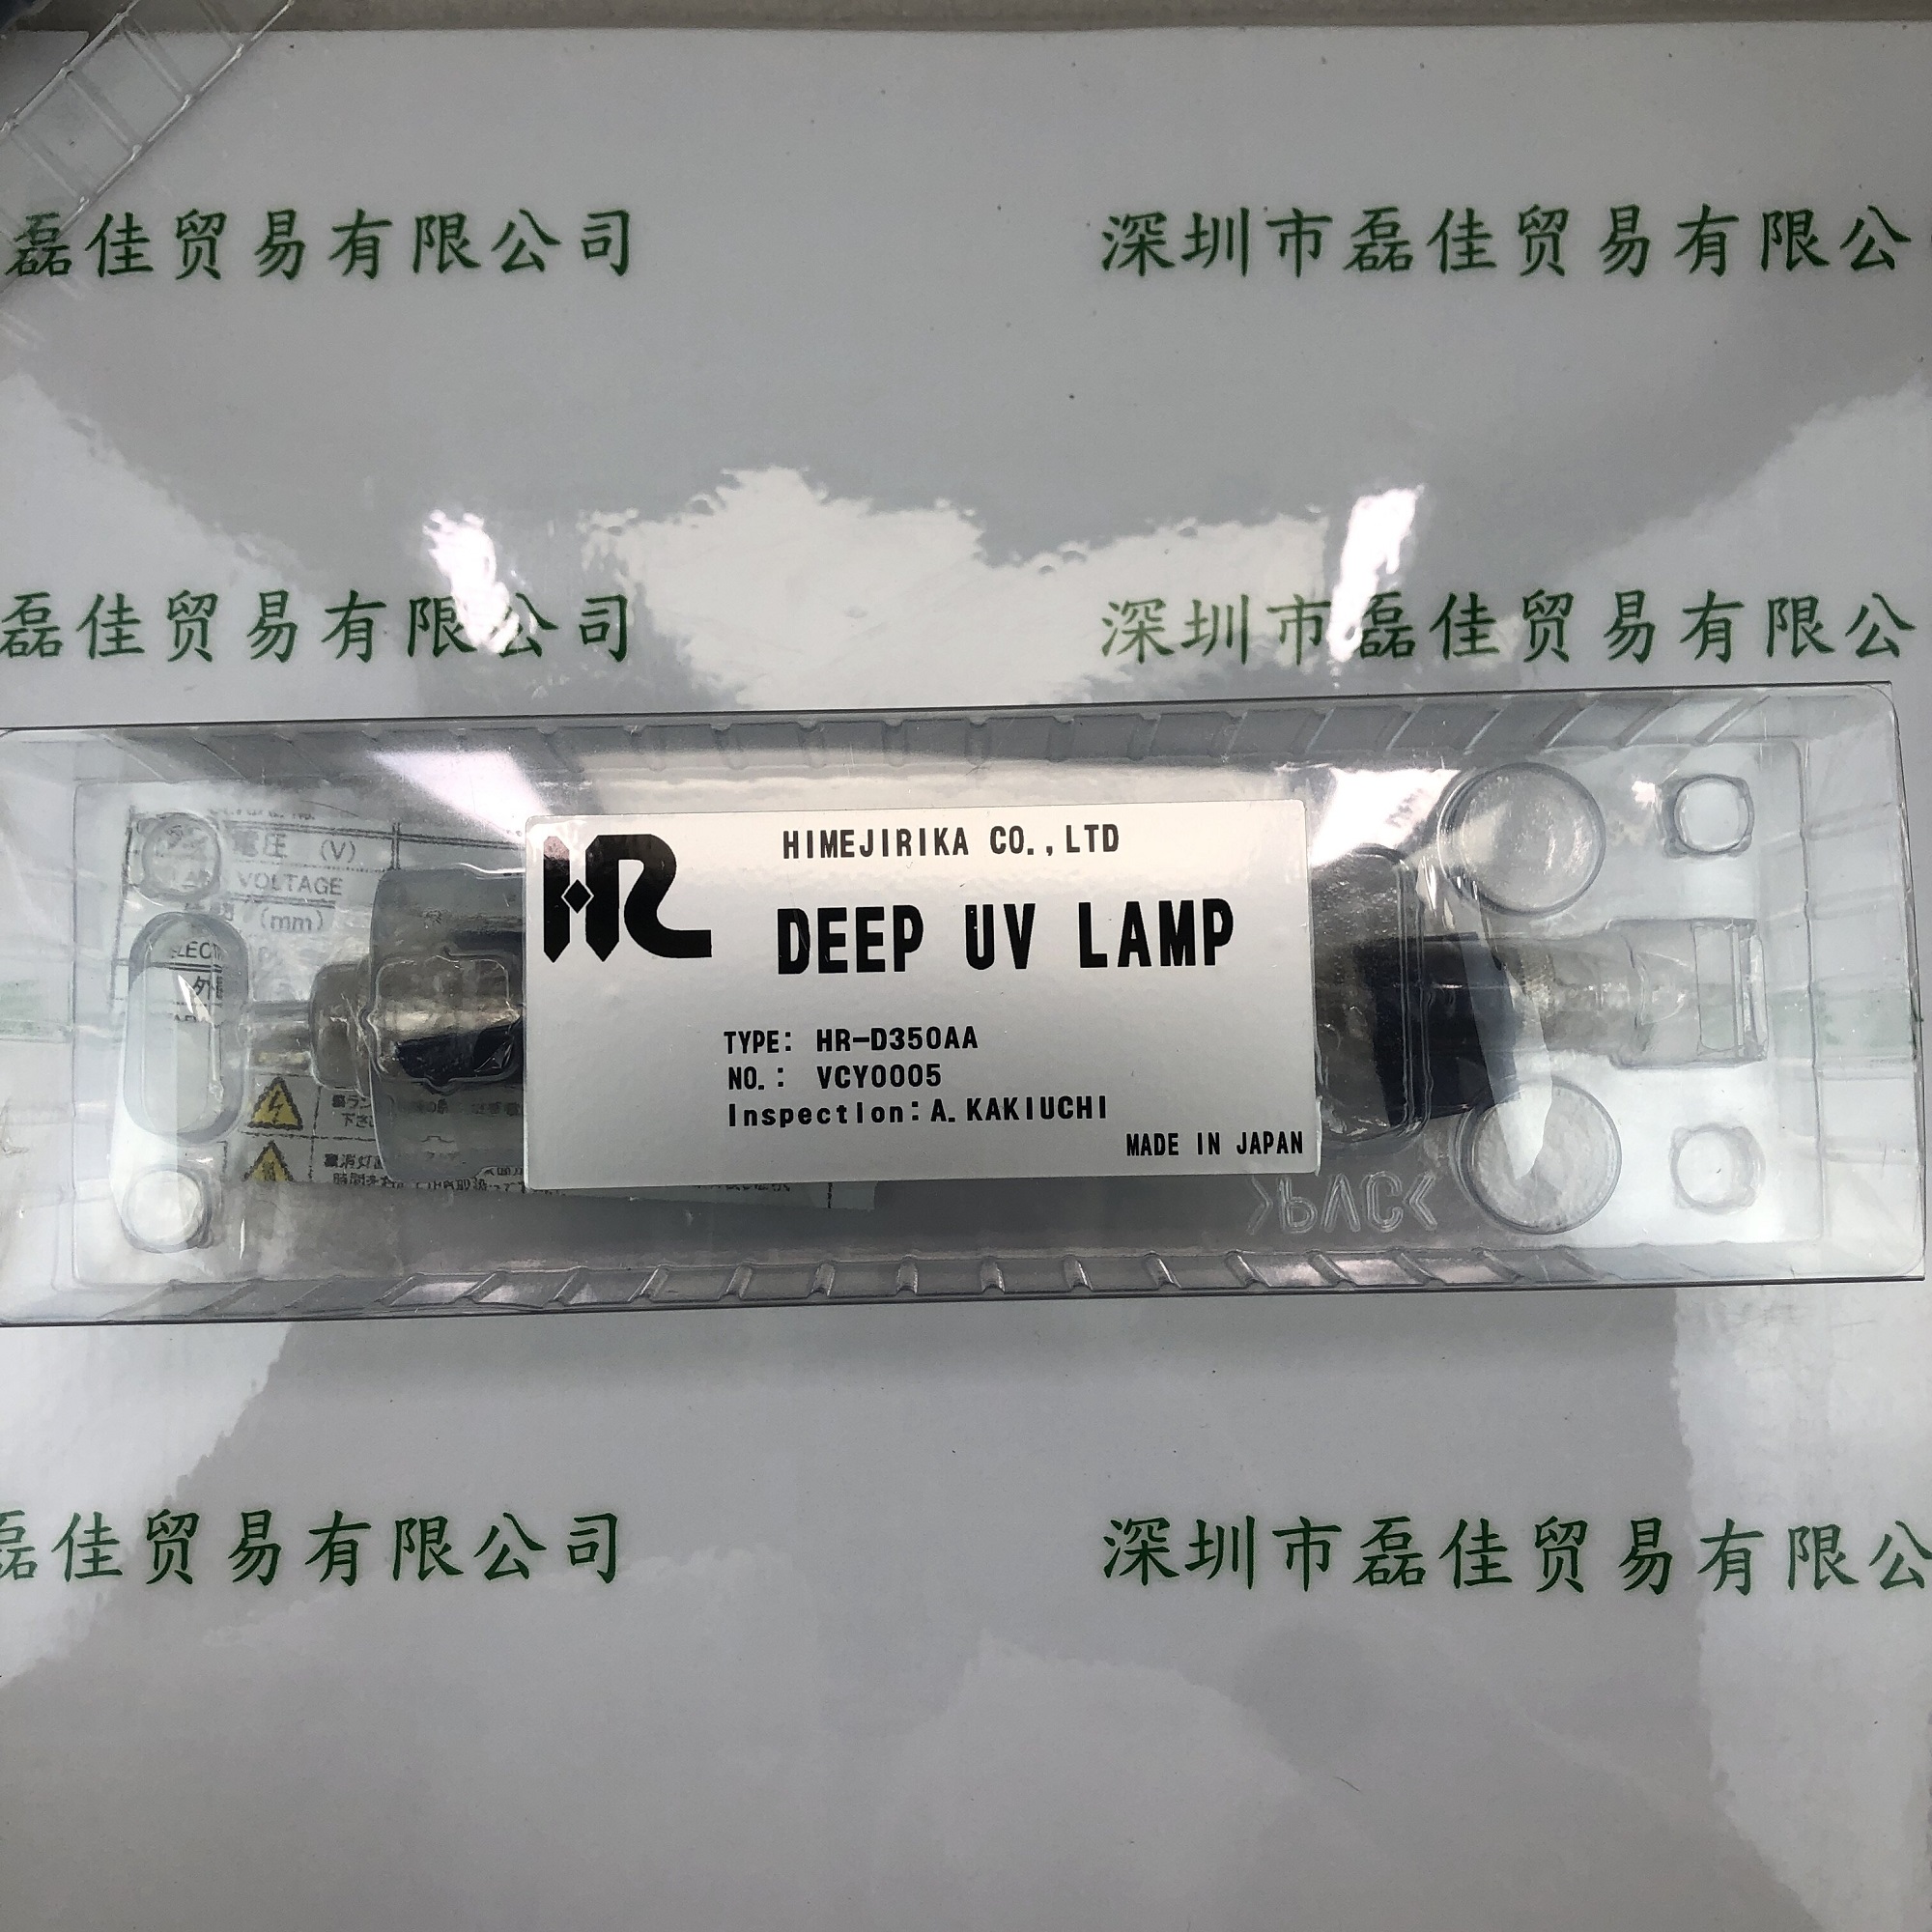 磊佳贸易有限公司
深圳市磊佳贸易有限公
磊佳贸易有限公司
深圳市磊佳贸易有限公
HR
HIMEJIRIKA CO.,LTD
DEEP UV LAMP
TYPE: HR-D350AA
NO.: VCY0005
Inspection: A. KAKIUCHI
MADE IN JAPAN
電圧 (V)
VOLTAGE
(mm)
>PVC<
磊佳贸易有限公司
深圳市磊佳贸易有限公